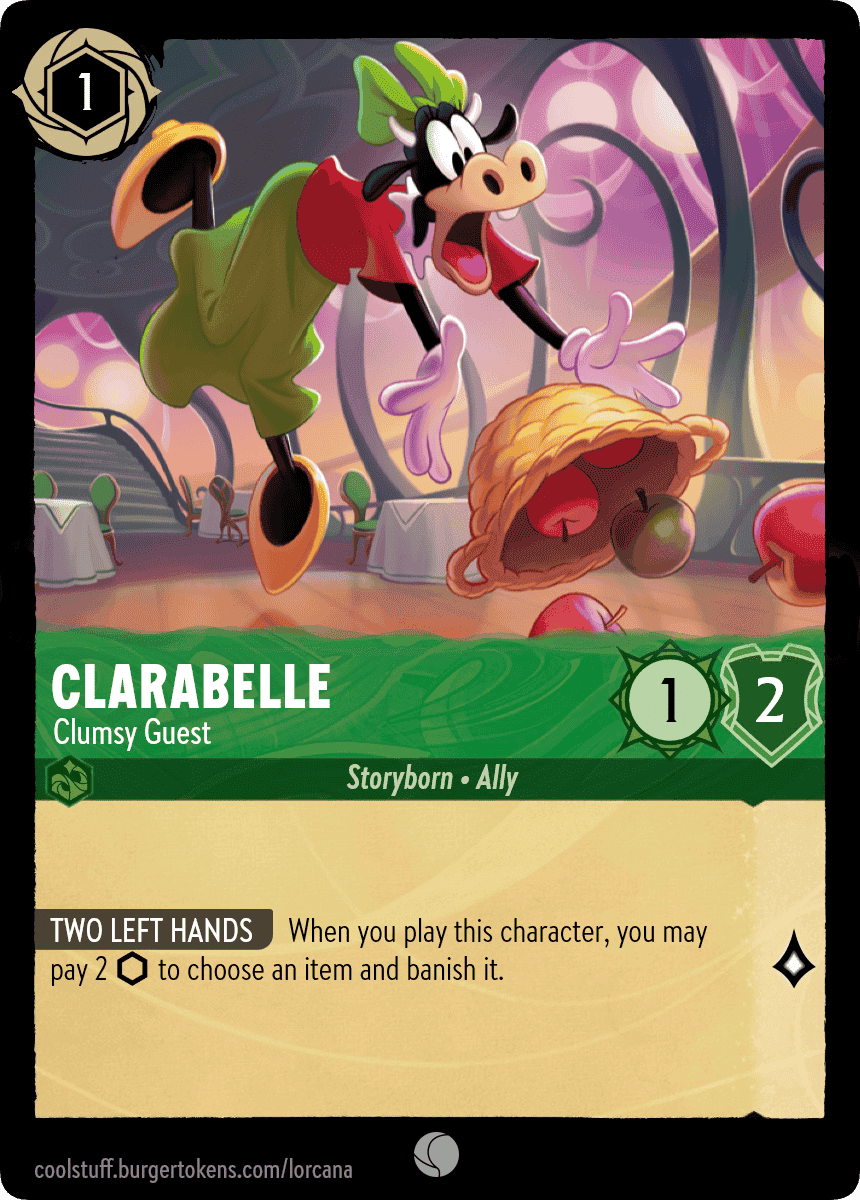 1
CLARABELLE
Clumsy Guest
1
2
Storyborn • Ally
TWO LEFT HANDS When you play this character, you may
pay 2 ⬡ to choose an item and banish it.
coolstuff.burgertokens.com/lorcana